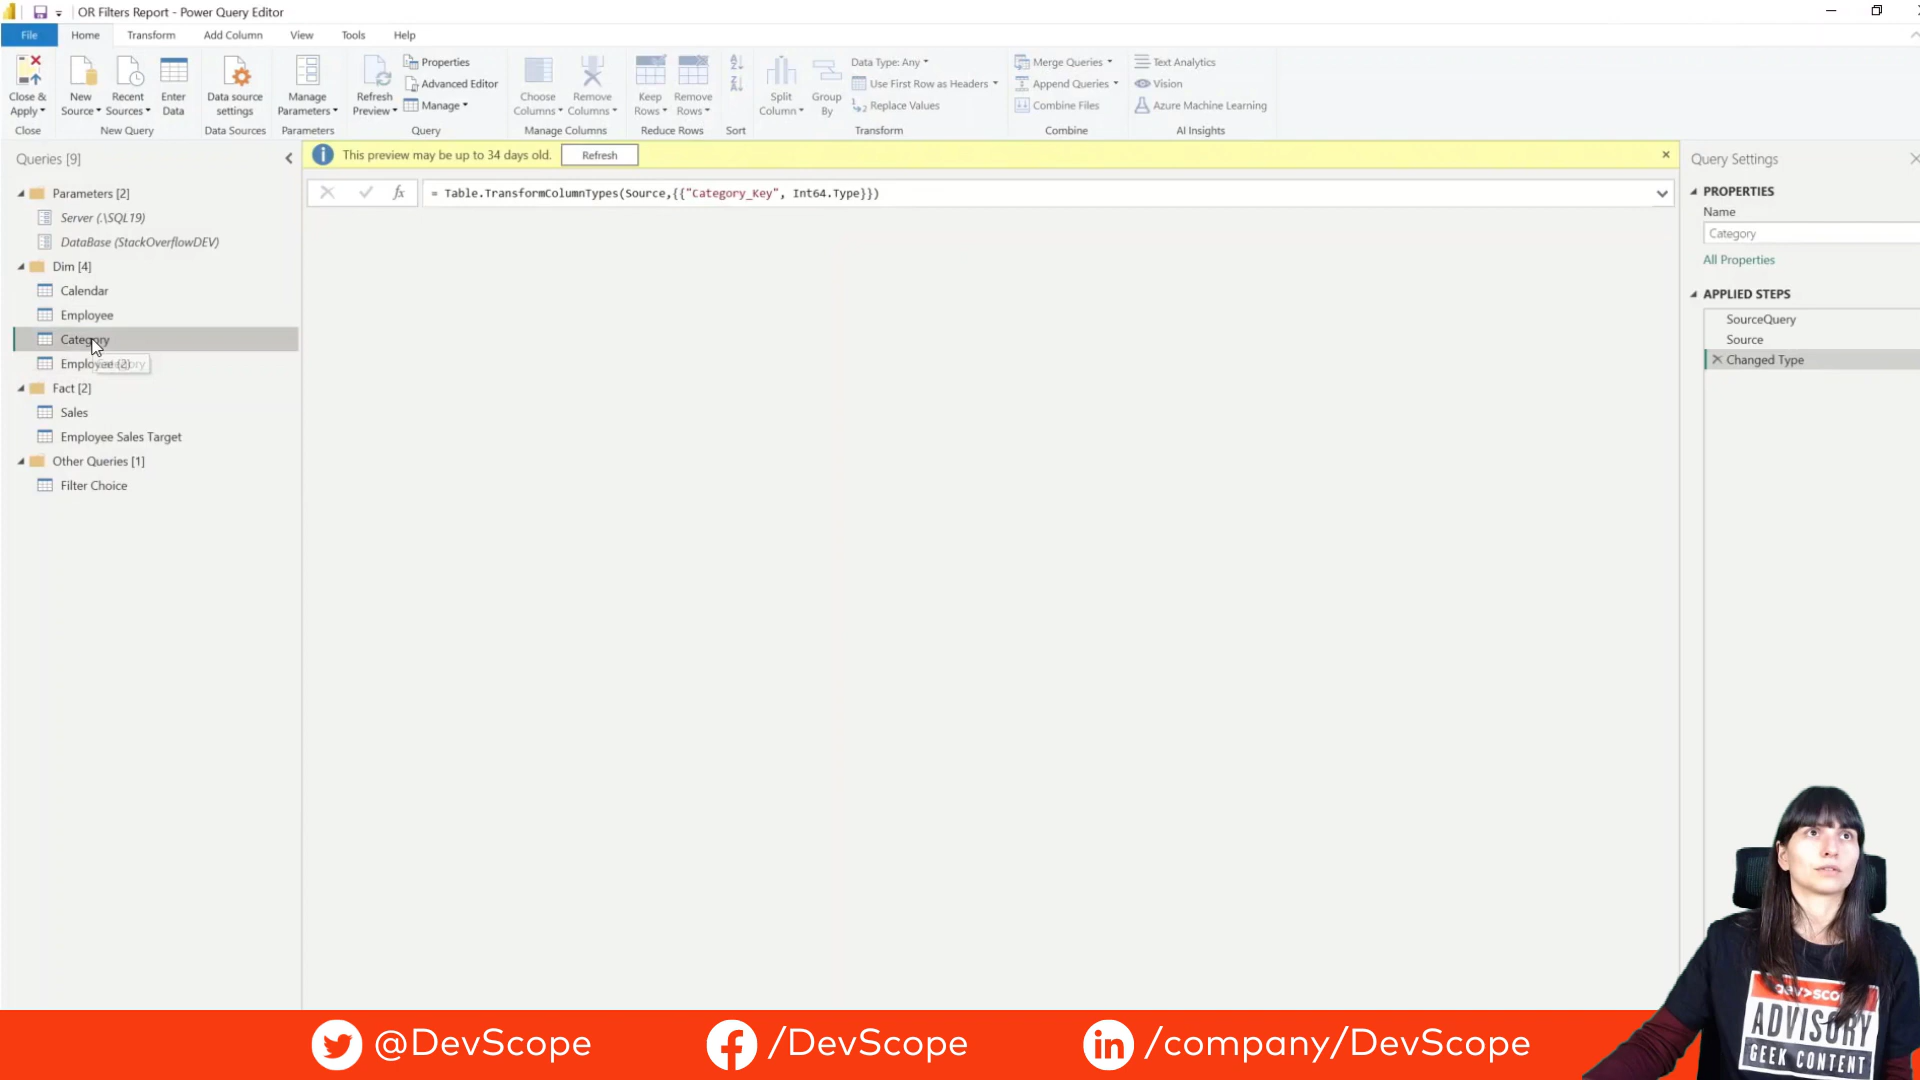 OR Filters Report - Power Query Editor
File Home Transform Add Column View Tools Help
Close & Apply
New Source
Recent Sources
Enter Data
Data source settings
Manage Parameters
Refresh Preview
Properties
Advanced Editor
Manage
Choose Columns
Remove Columns
Keep Rows
Remove Rows
Split Column
Group By
Data Type: Any
Use First Row as Headers
Replace Values
Merge Queries
Append Queries
Combine Files
Text Analytics
Vision
Azure Machine Learning
Close New Query Data Sources Parameters Query Manage Columns Reduce Rows Sort Transform Combine AI Insights
Queries [9]
Parameters [2]
Server (.\SQL19)
DataBase (StackOverflowDEV)
Dim [4]
Calendar
Employee
Category
Employee (2)
Fact [2]
Sales
Employee Sales Target
Other Queries [1]
Filter Choice
This preview may be up to 34 days old. Refresh
fx = Table.TransformColumnTypes(Source,{{"Category_Key", Int64.Type}})
Query Settings
PROPERTIES
Name
Category
All Properties
APPLIED STEPS
SourceQuery
Source
Changed Type
ADVISORY
GEEK CONTENT
@DevScope /DevScope /company/DevScope